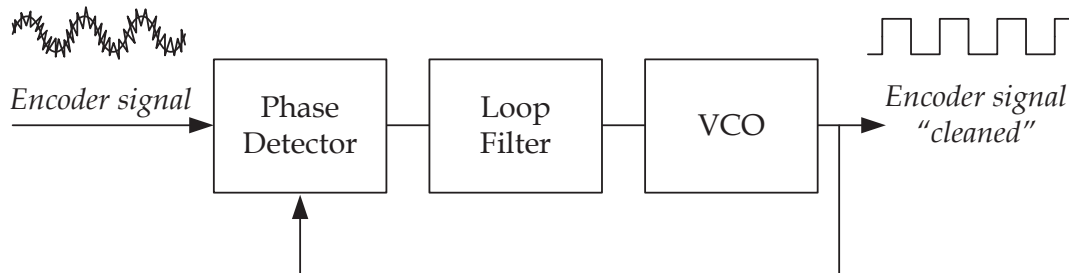 Encoder signal
Phase
Detector
Loop
Filter
VCO
Encoder signal
“cleaned”